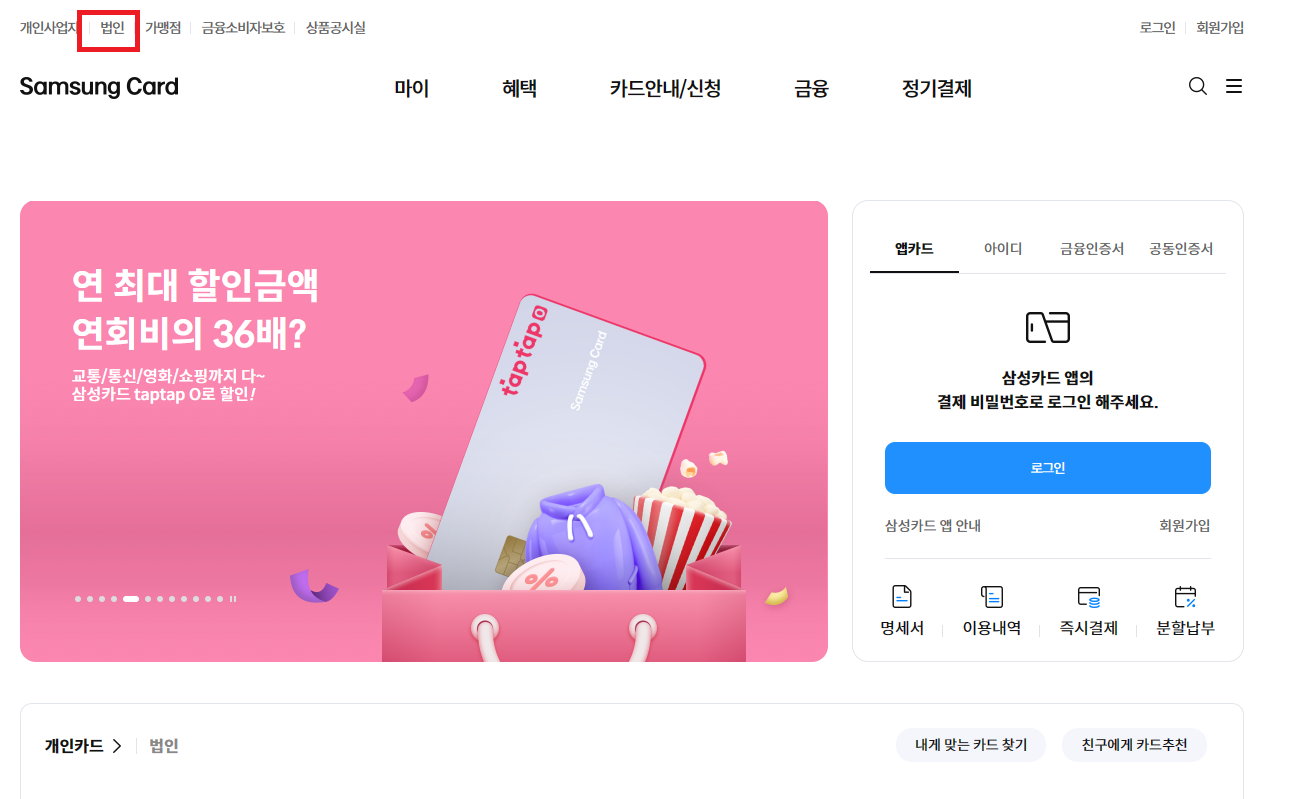 개인사업자 법인 가맹점 금융소비자보호 상품공시실 로그인 회원가입
Samsung Card 마이 혜택 카드안내/신청 금융 정기결제
연 최대 할인금액
연회비의 36배?
교통/통신/영화/쇼핑까지 다~
삼성카드 taptap O로 할인!
taptap O
Samsung Card
%
%
앱카드 아이디 금융인증서 공동인증서
삼성카드 앱의
결제 비밀번호로 로그인 해주세요.
로그인
삼성카드 앱 안내 회원가입
명세서 이용내역 즉시결제 분할납부
개인카드 법인 내게 맞는 카드 찾기 친구에게 카드추천